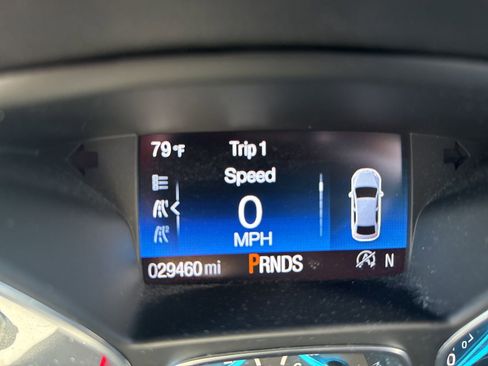 79°F Trip 1
Speed
0
MPH
029460 mi PRNDS N